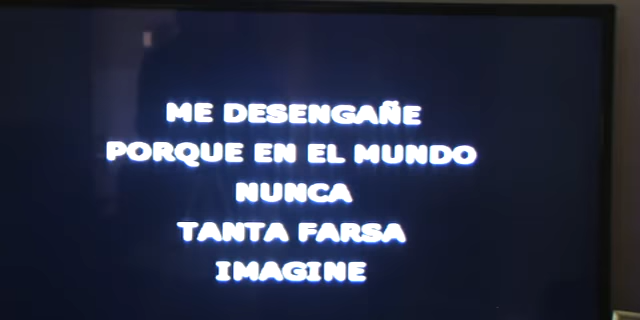 ME DESENGAÑE
PORQUE EN EL MUNDO
NUNCA
TANTA FARSA
IMAGINE